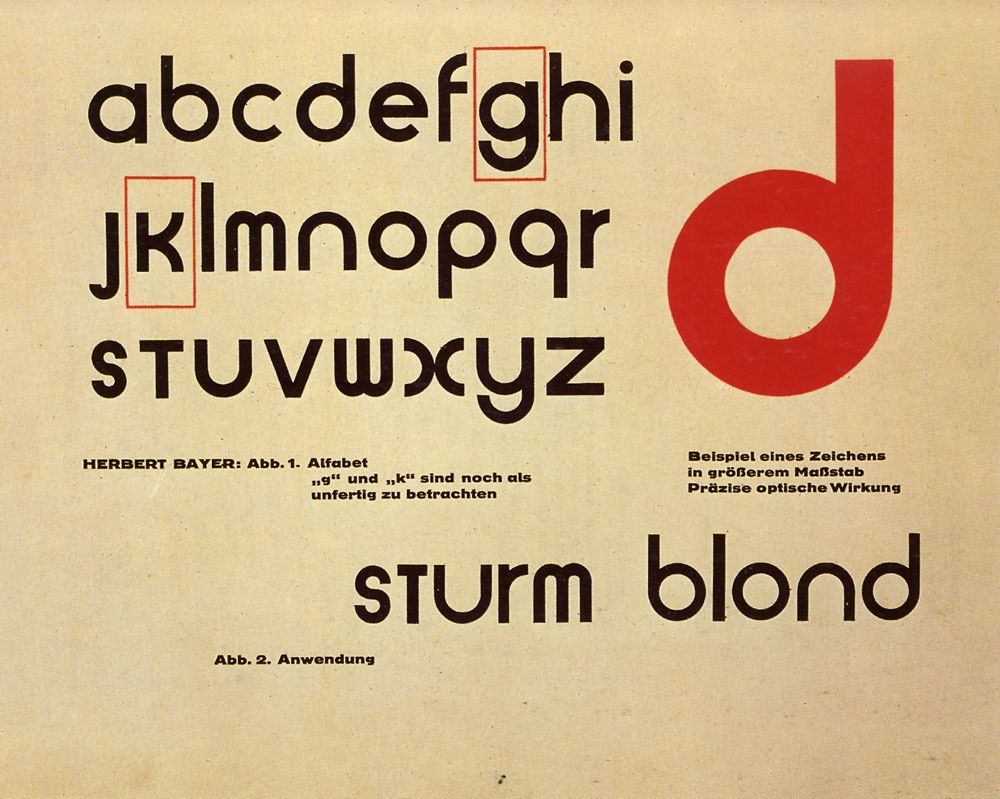 abcdefghi
jklmnopqr
stuvwxyz
d
HERBERT BAYER: Abb. 1. Alfabet
„g“ und „k“ sind noch als
unfertig zu betrachten
Beispiel eines Zeichens
in größerem Maßstab
Präzise optische Wirkung
sturm blond
Abb. 2. Anwendung